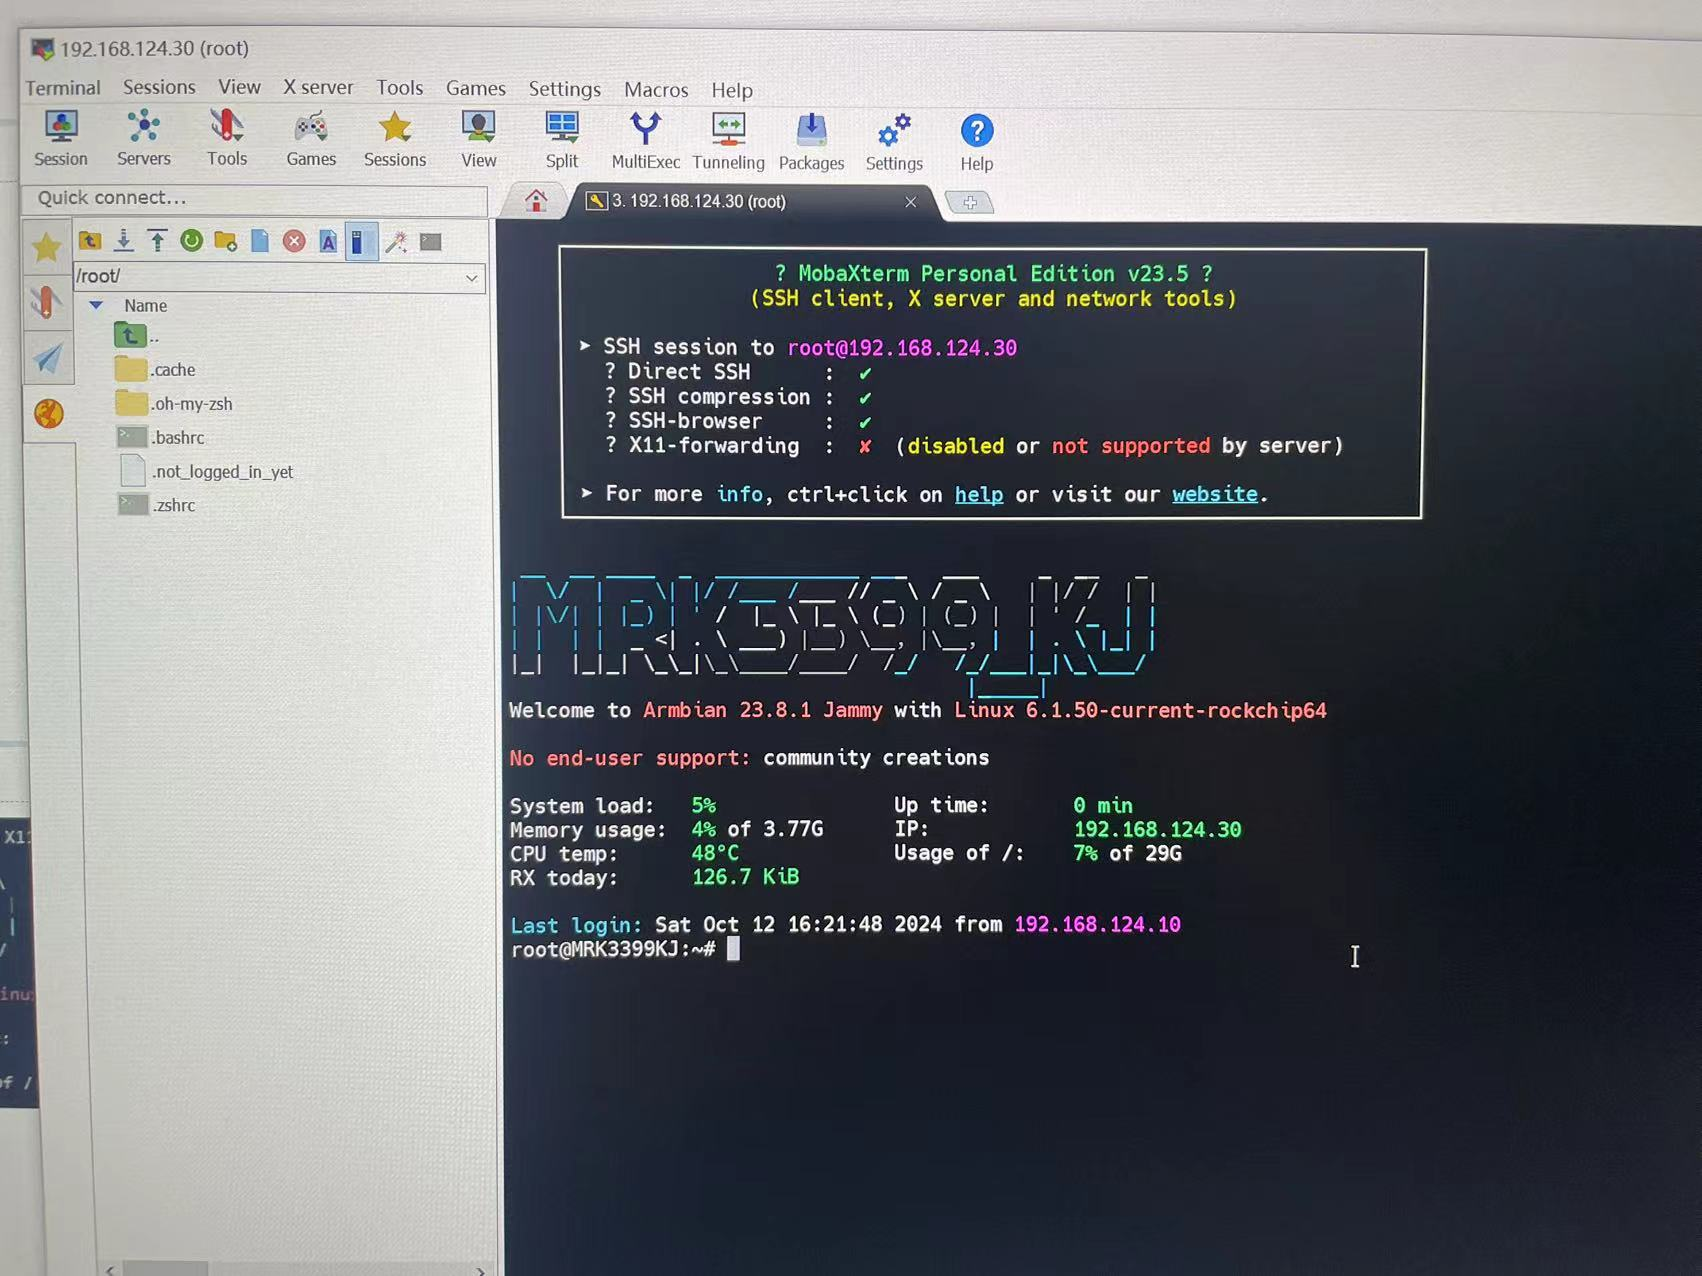 192.168.124.30 (root)
Terminal Sessions View X server Tools Games Settings Macros Help
Session Servers Tools Games Sessions View Split MultiExec Tunneling Packages Settings Help
Quick connect...
3. 192.168.124.30 (root)
/root/
Name
..
.cache
.oh-my-zsh
.bashrc
.not_logged_in_yet
.zshrc
? MobaXterm Personal Edition v23.5 ?
(SSH client, X server and network tools)
➤ SSH session to root@192.168.124.30
? Direct SSH : ✔
? SSH compression : ✔
? SSH-browser : ✔
? X11-forwarding : ✘ (disabled or not supported by server)
➤ For more info, ctrl+click on help or visit our website.
MRK3399_KJ
Welcome to Armbian 23.8.1 Jammy with Linux 6.1.50-current-rockchip64
No end-user support: community creations
System load: 5% Up time: 0 min
Memory usage: 4% of 3.77G IP: 192.168.124.30
CPU temp: 48°C Usage of /: 7% of 29G
RX today: 126.7 KiB
Last login: Sat Oct 12 16:21:48 2024 from 192.168.124.10
root@MRK3399KJ:~#